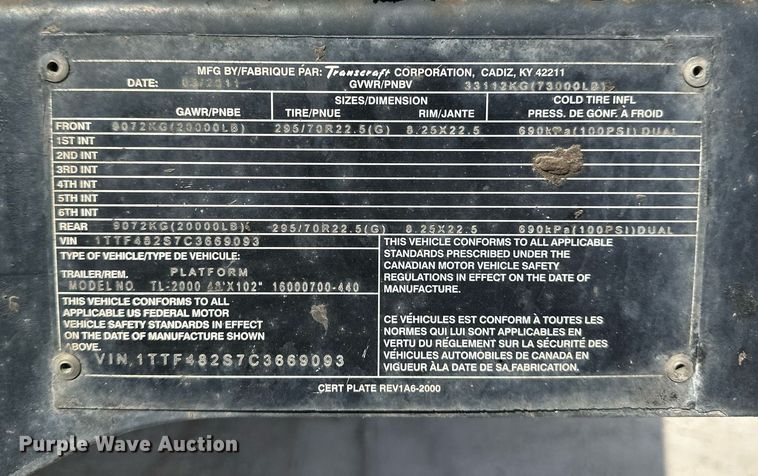 MFG BY/FABRIQUE PAR: Transcraft CORPORATION, CADIZ, KY 42211
DATE: 03/2011 GVWR/PNBV 33112KG(73000LB)
GAWR/PNBE SIZES/DIMENSION COLD TIRE INFL
TIRE/PNUE RIM/JANTE PRESS. DE GONF. À FROID
FRONT 9072KG(20000LB) 295/70R22.5(G) 8.25X22.5 690kPa(100PSI)DUAL
1ST INT
2ND INT
3RD INT
4TH INT
5TH INT
6TH INT
REAR 9072KG(20000LB) 295/70R22.5(G) 8.25X22.5 690kPa(100PSI)DUAL
VIN 1TTF482S7C3669093
TYPE OF VEHICLE/TYPE DE VEHICULE:
TRAILER/REM. PLATFORM
MODEL NO. TL-2000 48'X102" 16000700-440
THIS VEHICLE CONFORMS TO ALL
APPLICABLE US FEDERAL MOTOR
VEHICLE SAFETY STANDARDS IN EFFECT
ON THE DATE OF MANUFACTURE SHOWN
ABOVE.
VIN 1TTF482S7C3669093
THIS VEHICLE CONFORMS TO ALL APPLICABLE
STANDARDS PRESCRIBED UNDER THE
CANADIAN MOTOR VEHICLE SAFETY
REGULATIONS IN EFFECT ON THE DATE OF
MANUFACTURE.
CE VÉHICULES EST CONFORM À TOUTES LES
NORMES QUI LUI SONT APPLICABLES EN
VERTU DU RÉGLEMENT SUR LA SÉCURITÉ DES
VÉHICULES AUTOMOBILES DE CANADA EN
VIGUEUR À LA DATE DE SA FABRICATION.
CERT PLATE REV1A6-2000
Purple Wave Auction